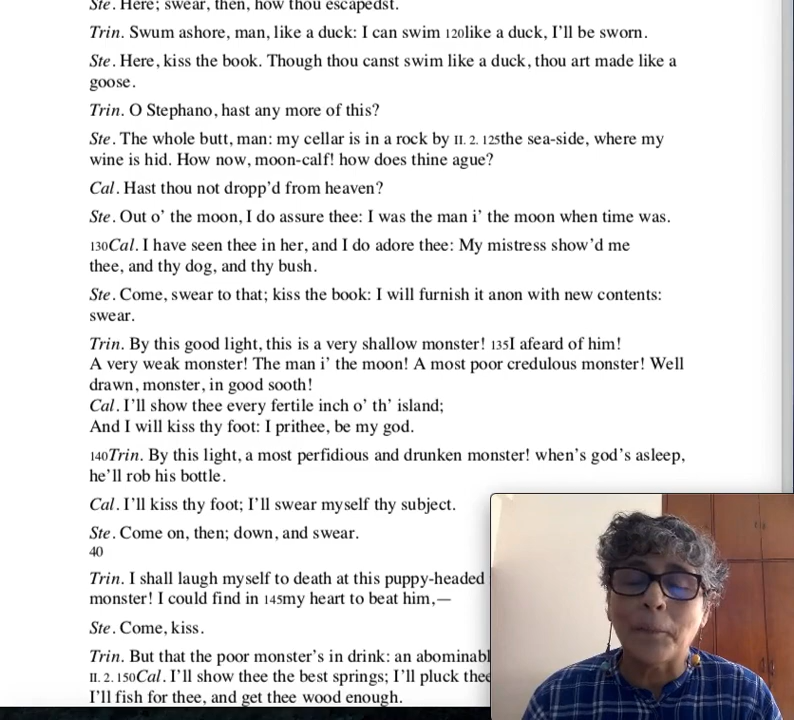 Ste. Here; swear, then, how thou escapedst.
Trin. Swum ashore, man, like a duck: I can swim 120like a duck, I’ll be sworn.
Ste. Here, kiss the book. Though thou canst swim like a duck, thou art made like a
goose.
Trin. O Stephano, hast any more of this?
Ste. The whole butt, man: my cellar is in a rock by II. 2. 125the sea-side, where my
wine is hid. How now, moon-calf! how does thine ague?
Cal. Hast thou not dropp’d from heaven?
Ste. Out o’ the moon, I do assure thee: I was the man i’ the moon when time was.
130Cal. I have seen thee in her, and I do adore thee: My mistress show’d me
thee, and thy dog, and thy bush.
Ste. Come, swear to that; kiss the book: I will furnish it anon with new contents:
swear.
Trin. By this good light, this is a very shallow monster! 135I afeard of him!
A very weak monster! The man i’ the moon! A most poor credulous monster! Well
drawn, monster, in good sooth!
Cal. I’ll show thee every fertile inch o’ th’ island;
And I will kiss thy foot: I prithee, be my god.
140Trin. By this light, a most perfidious and drunken monster! when’s god’s asleep,
he’ll rob his bottle.
Cal. I’ll kiss thy foot; I’ll swear myself thy subject.
Ste. Come on, then; down, and swear.
40
Trin. I shall laugh myself to death at this puppy-headed
monster! I could find in 145my heart to beat him,—
Ste. Come, kiss.
Trin. But that the poor monster’s in drink: an abominabl
II. 2. 150Cal. I’ll show thee the best springs; I’ll pluck thee
I’ll fish for thee, and get thee wood enough.